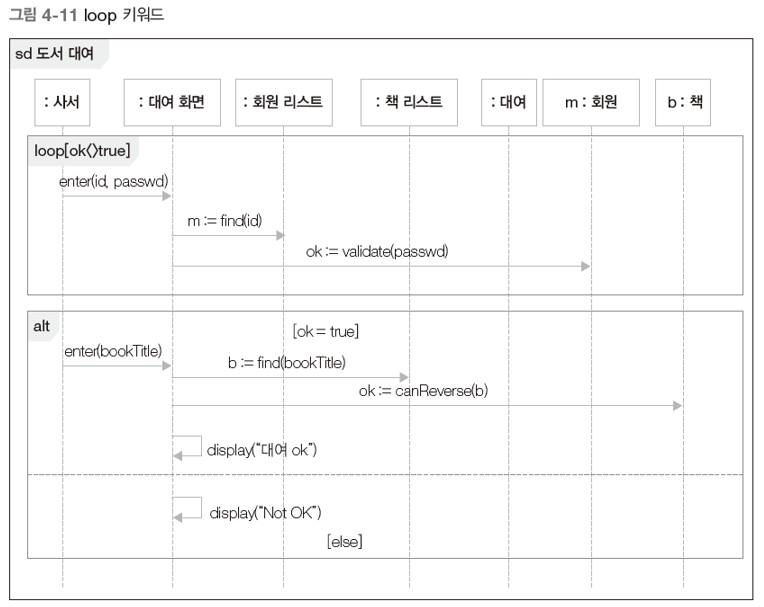 그림 4-11 loop 키워드
sd 도서 대여
: 사서
: 대여 화면
: 회원 리스트
: 책 리스트
: 대여
m : 회원
b : 책
loop[ok<>true]
enter(id, passwd)
m := find(id)
ok := validate(passwd)
alt
[ok = true]
enter(bookTitle)
b := find(bookTitle)
ok := canReverse(b)
display(“대여 ok”)
display(“Not OK”)
[else]